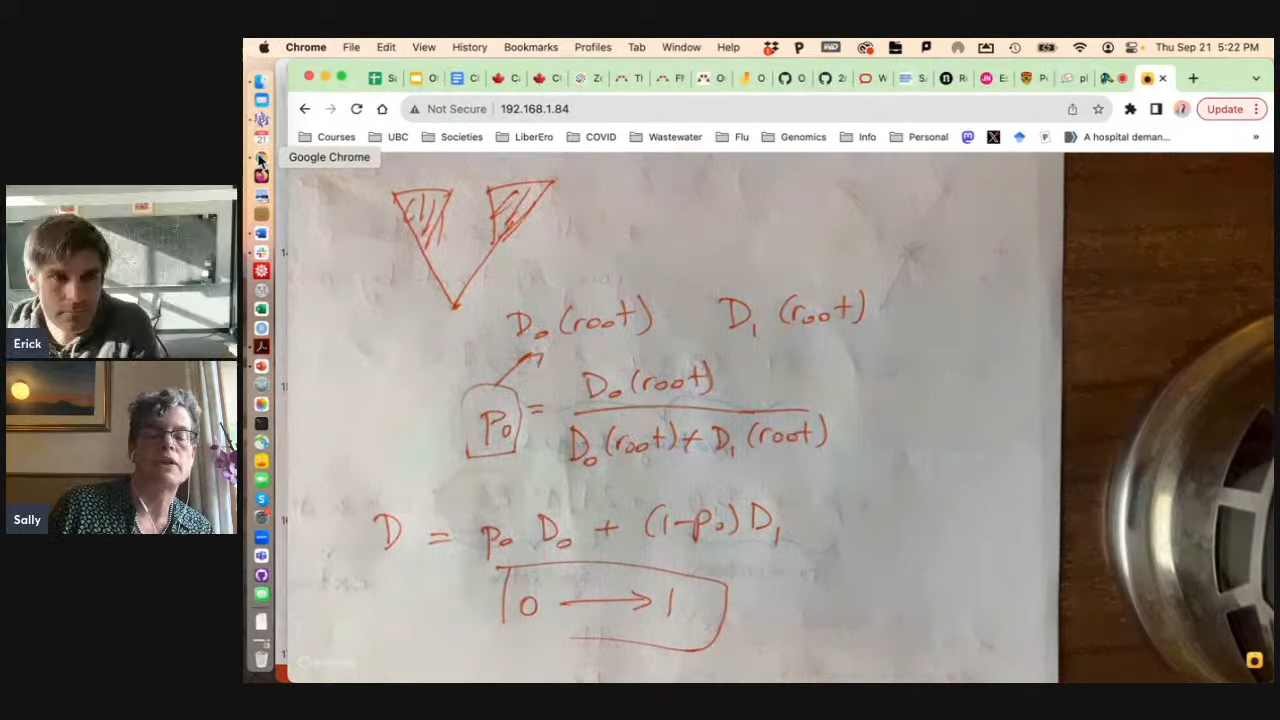 Chrome File Edit View History Bookmarks Profiles Tab Window Help Thu Sep 21 5:22 PM
Not Secure 192.168.1.84 Update
Courses UBC Societies LiberEro COVID Wastewater Flu Genomics Info Personal A hospital deman... »
Google Chrome
D₀ (root) D₁ (root)
p₀ = D₀ (root)
D₀ (root) + D₁ (root)
D = p₀ D₀ + (1-p₀) D₁
0 → 1
Erick
Sally